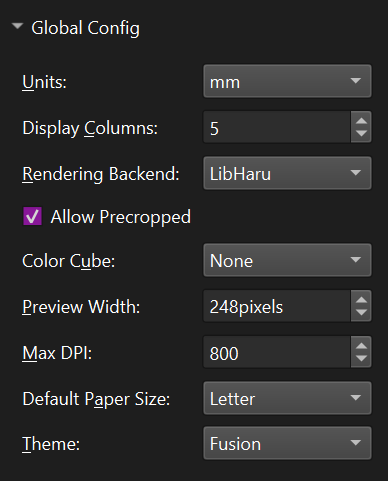 Global Config
Units: mm
Display Columns: 5
Rendering Backend: LibHaru
Allow Precropped
Color Cube: None
Preview Width: 248pixels
Max DPI: 800
Default Paper Size: Letter
Theme: Fusion